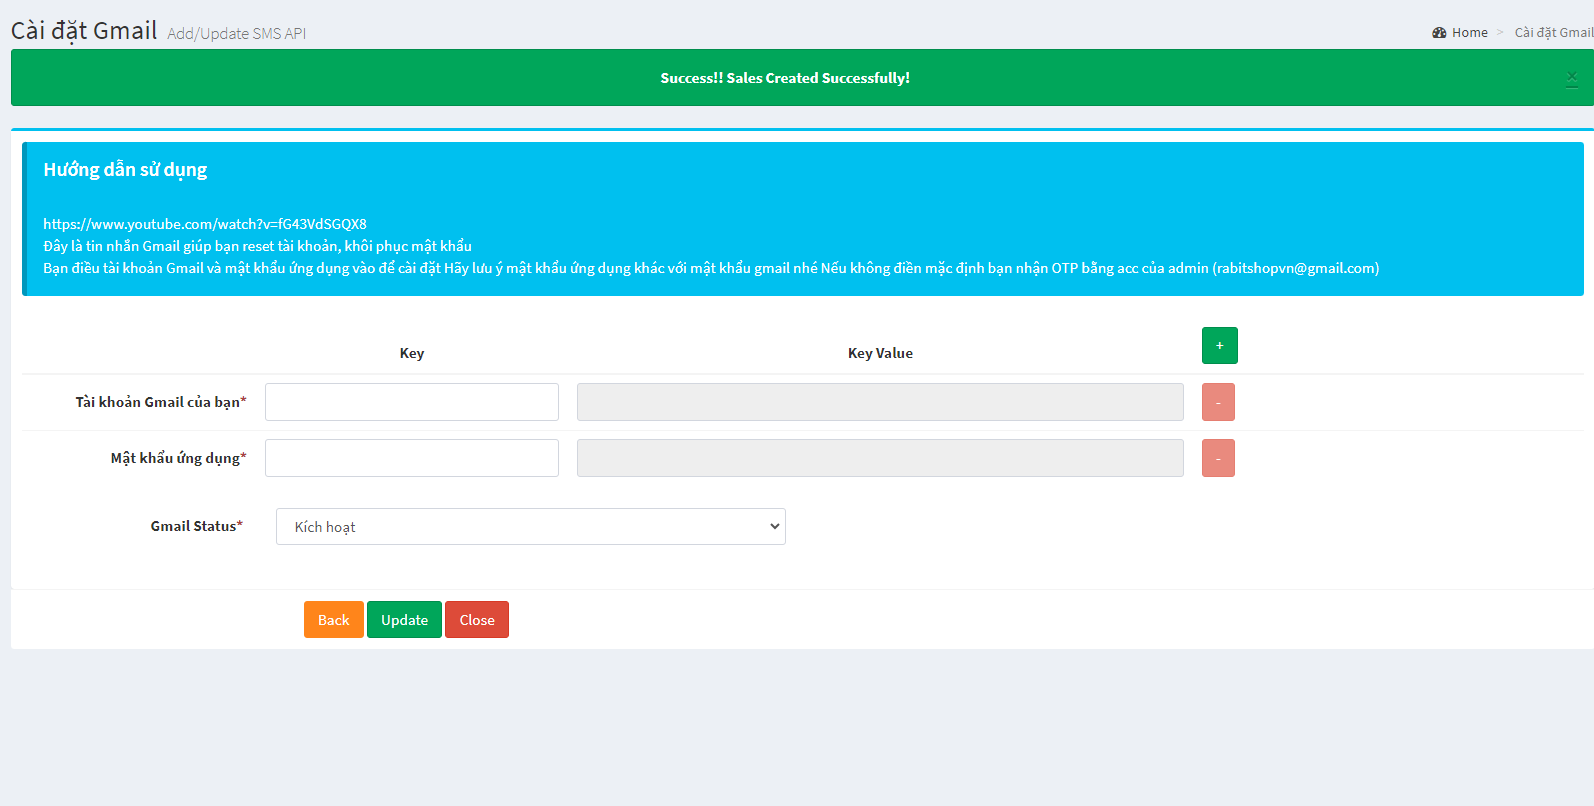 Cài đặt Gmail Add/Update SMS API
Home > Cài đặt Gmail
Success!! Sales Created Successfully!
×
Hướng dẫn sử dụng
https://www.youtube.com/watch?v=fG43VdSGQX8
Đây là tin nhắn Gmail giúp bạn reset tài khoản, khôi phục mật khẩu
Bạn điều tài khoản Gmail và mật khẩu ứng dụng vào để cài đặt Hãy lưu ý mật khẩu ứng dụng khác với mật khẩu gmail nhé Nếu không điền mặc định bạn nhận OTP bằng acc của admin (rabitshopvn@gmail.com)
Key Key Value +
Tài khoản Gmail của bạn* -
Mật khẩu ứng dụng* -
Gmail Status* Kích hoạt
Back Update Close